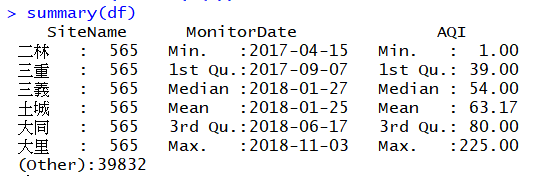 > summary(df)
SiteName MonitorDate AQI
二林 : 565 Min. :2017-04-15 Min. : 1.00
三重 : 565 1st Qu.:2017-09-07 1st Qu.: 39.00
三義 : 565 Median :2018-01-27 Median : 54.00
土城 : 565 Mean :2018-01-25 Mean : 63.17
大同 : 565 3rd Qu.:2018-06-17 3rd Qu.: 80.00
大里 : 565 Max. :2018-11-03 Max. :225.00
(Other):39832